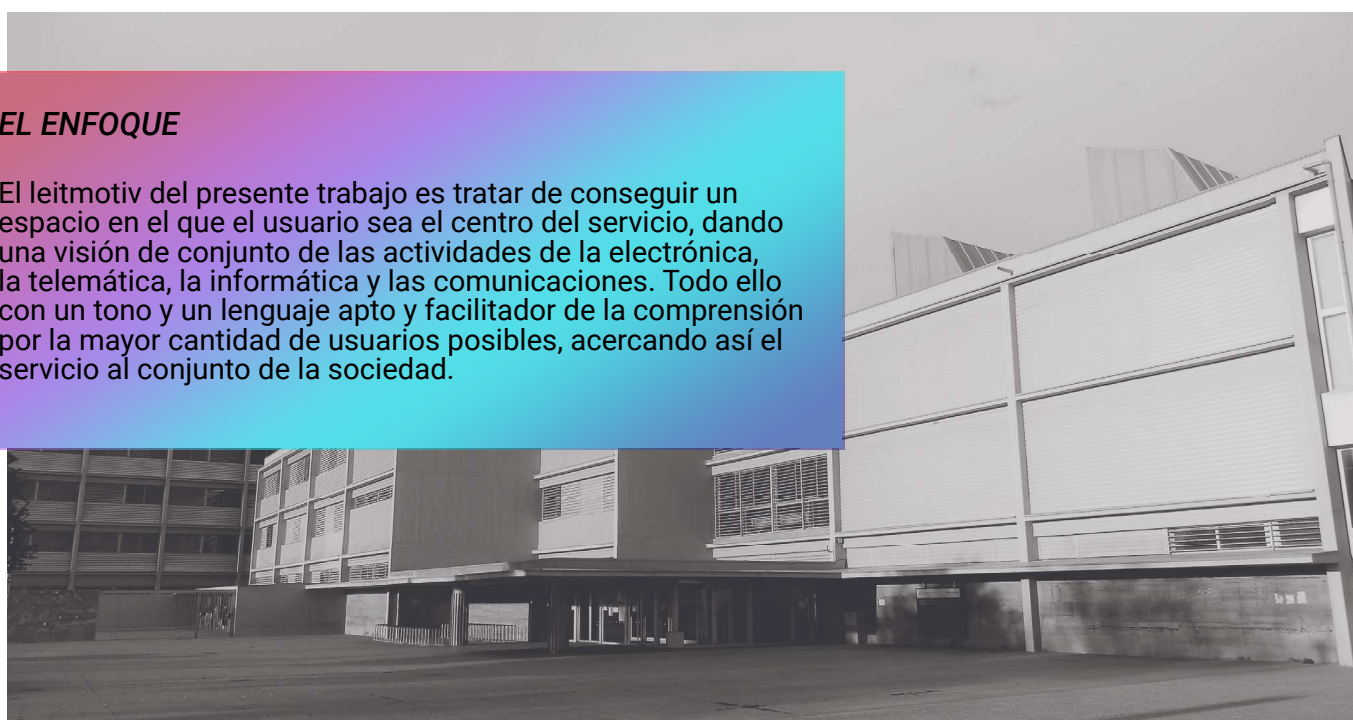 EL ENFOQUE
El leitmotiv del presente trabajo es tratar de conseguir un
espacio en el que el usuario sea el centro del servicio, dando
una visión de conjunto de las actividades de la electrónica,
la telemática, la informática y las comunicaciones. Todo ello
con un tono y un lenguaje apto y facilitador de la comprensión
por la mayor cantidad de usuarios posibles, acercando así el
servicio al conjunto de la sociedad.